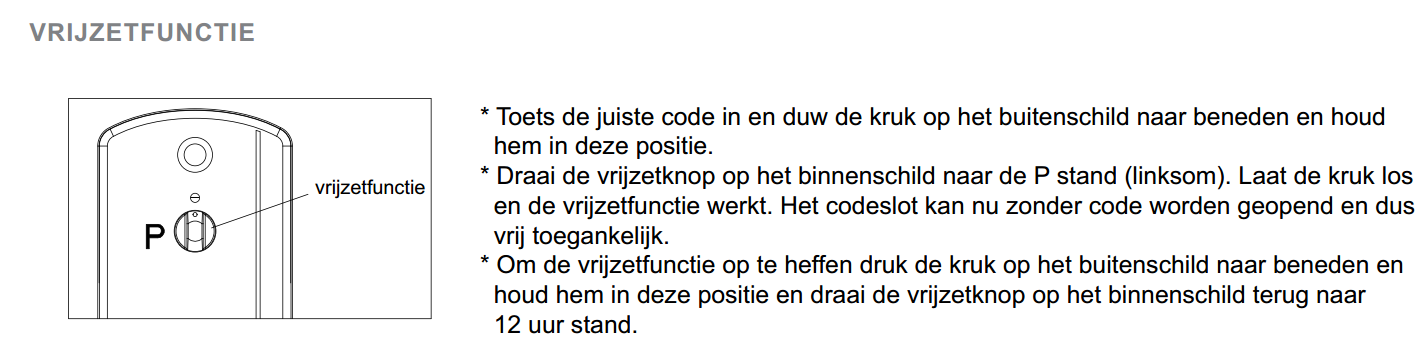 VRIJZETFUNCTIE
vrijzetfunctie
P
* Toets de juiste code in en duw de kruk op het buitenschild naar beneden en houd
hem in deze positie.
* Draai de vrijzetknop op het binnenschild naar de P stand (linksom). Laat de kruk los
en de vrijzetfunctie werkt. Het codeslot kan nu zonder code worden geopend en dus
vrij toegankelijk.
* Om de vrijzetfunctie op te heffen druk de kruk op het buitenschild naar beneden en
houd hem in deze positie en draai de vrijzetknop op het binnenschild terug naar
12 uur stand.